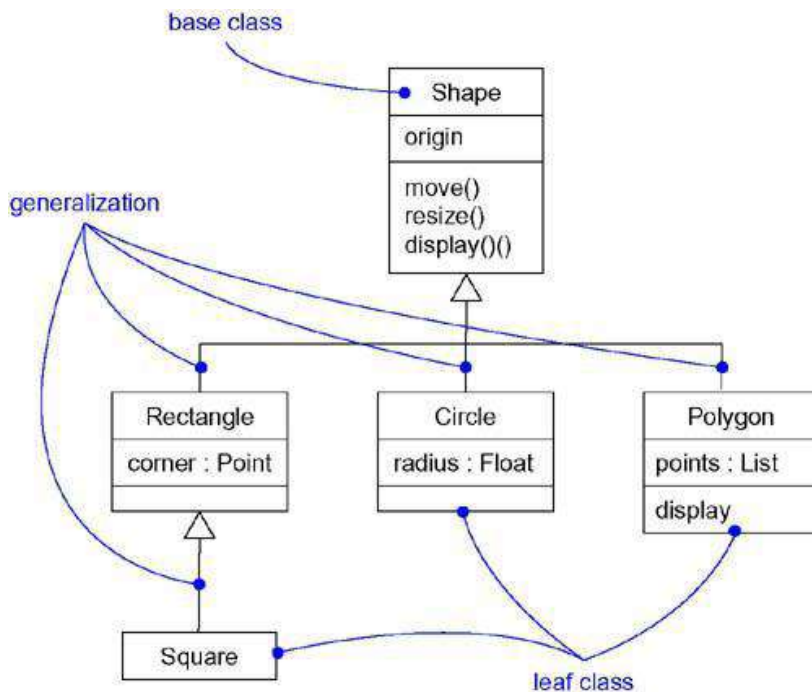 base class
Shape
origin
move()
resize()
display()()
generalization
Rectangle
corner : Point
Circle
radius : Float
Polygon
points : List
display
Square
leaf class